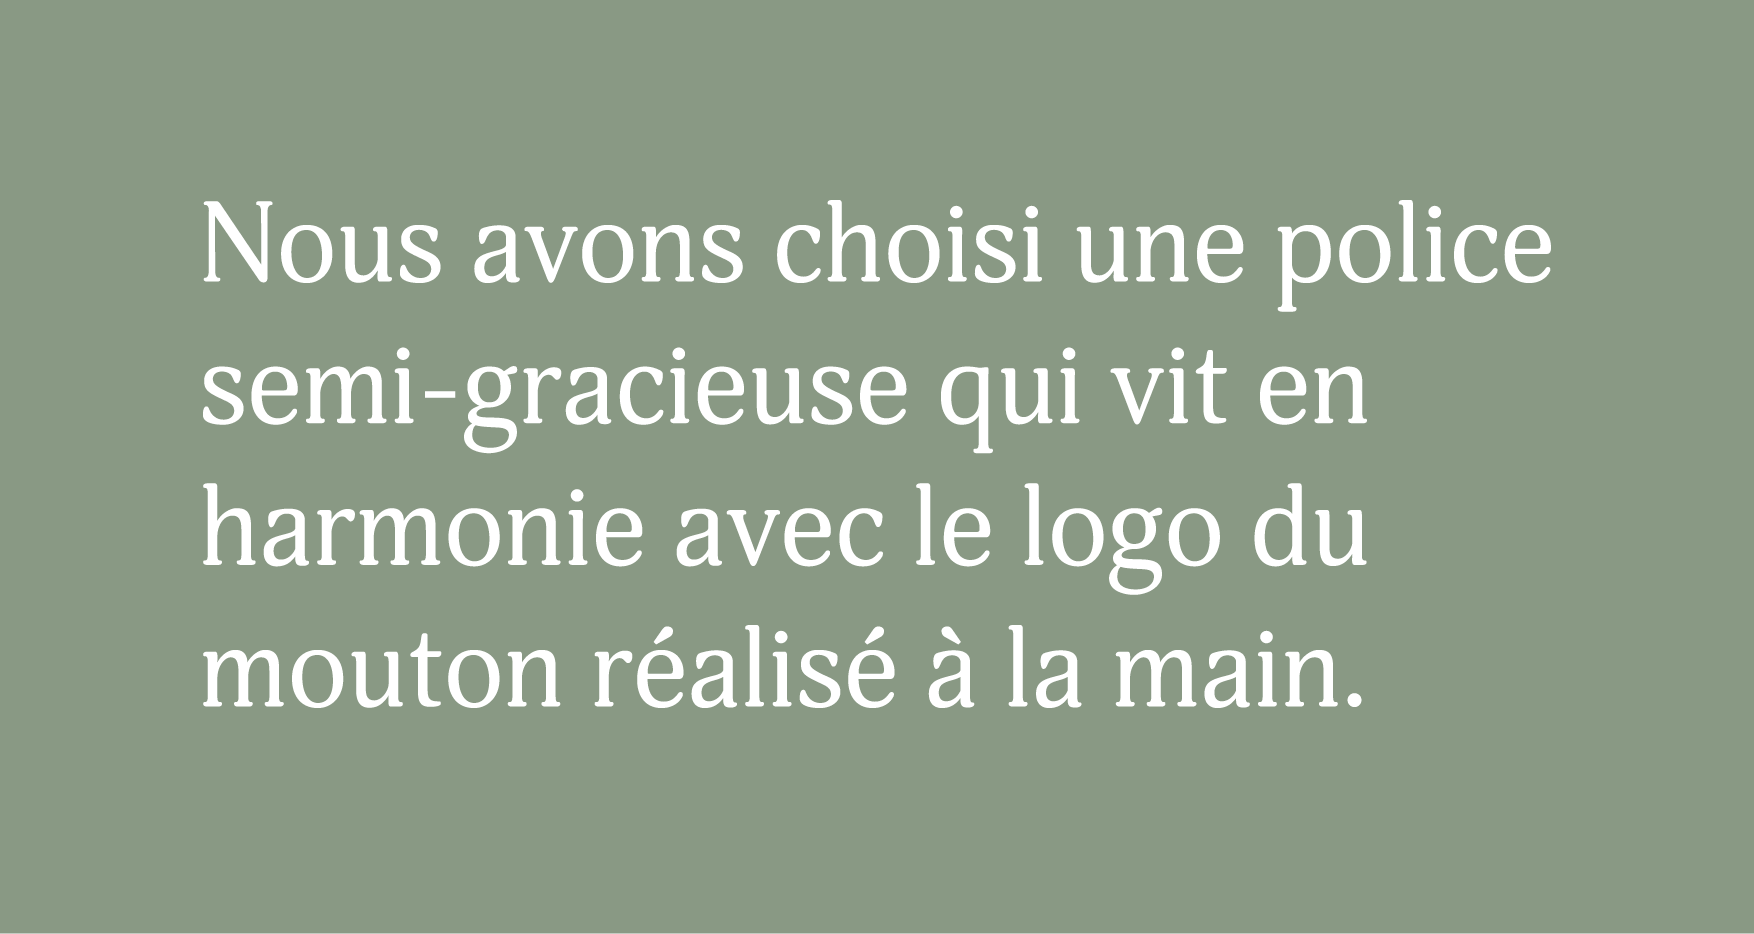 Nous avons choisi une police
semi-gracieuse qui vit en
harmonie avec le logo du
mouton réalisé à la main.